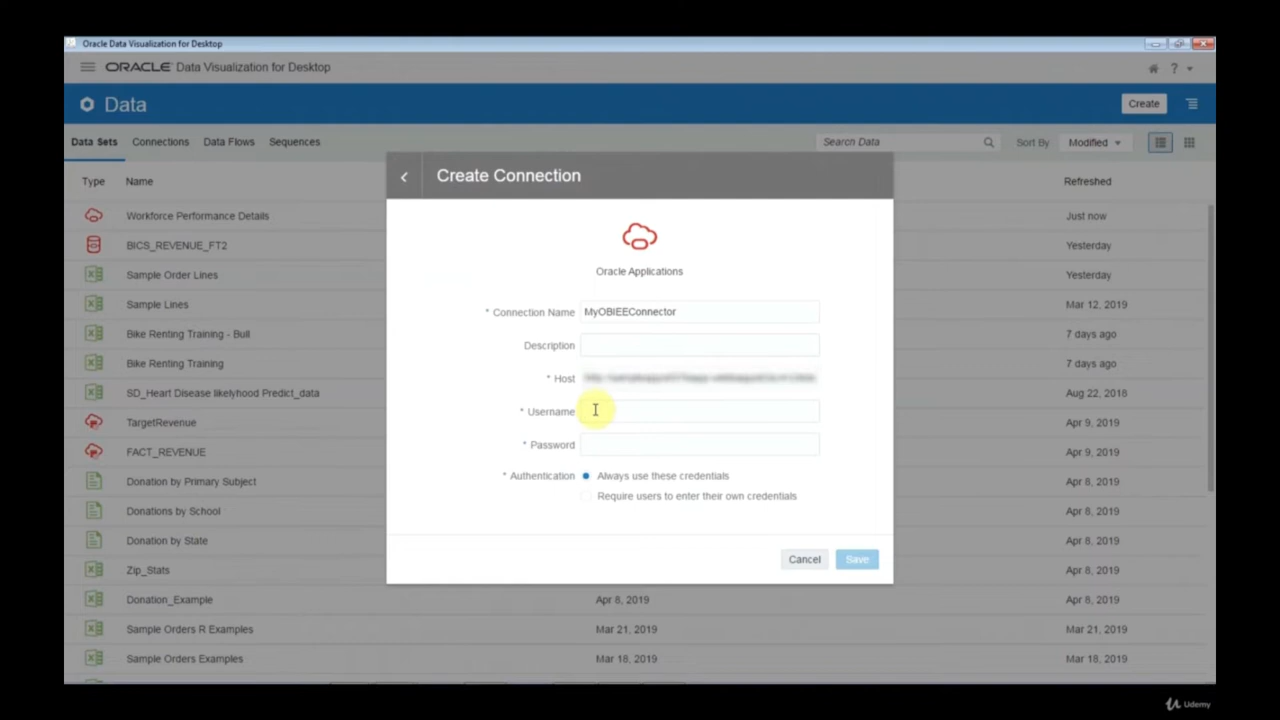 Oracle Data Visualization for Desktop
ORACLE Data Visualization for Desktop
?
Data
Create
Data Sets Connections Data Flows Sequences Search Data Sort By Modified
Type Name Refreshed
Create Connection
Oracle Applications
* Connection Name MyOBIEEConnector
Description
* Host
* Username
* Password
* Authentication Always use these credentials
Require users to enter their own credentials
Cancel Save
Workforce Performance Details Just now
BICS_REVENUE_FT2 Yesterday
Sample Order Lines Yesterday
Sample Lines Mar 12, 2019
Bike Renting Training - Bull 7 days ago
Bike Renting Training 7 days ago
SD_Heart Disease likelyhood Predict_data Aug 22, 2018
TargetRevenue Apr 9, 2019
FACT_REVENUE Apr 9, 2019
Donation by Primary Subject Apr 8, 2019
Donations by School Apr 8, 2019
Donation by State Apr 8, 2019
Zip_Stats Apr 8, 2019
Donation_Example Apr 8, 2019 Apr 8, 2019
Sample Orders R Examples Mar 21, 2019 Mar 21, 2019
Sample Orders Examples Mar 18, 2019 Mar 18, 2019
Udemy